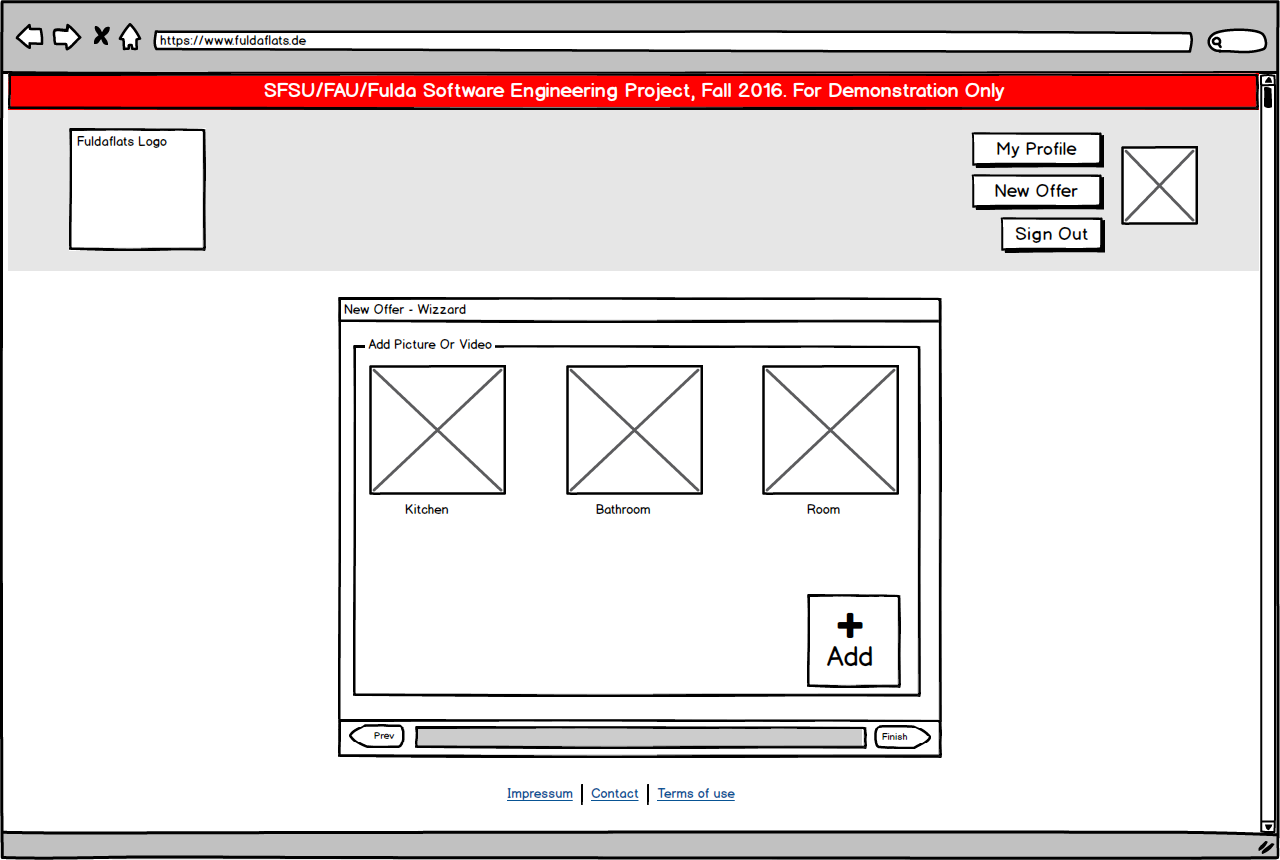 https://www.fuldaflats.de
SFSU/FAU/Fulda Software Engineering Project, Fall 2016. For Demonstration Only
Fuldaflats Logo
My Profile
New Offer
Sign Out
New Offer - Wizzard
Add Picture Or Video
Kitchen
Bathroom
Room
Add
Prev
Finish
Impressum
Contact
Terms of use